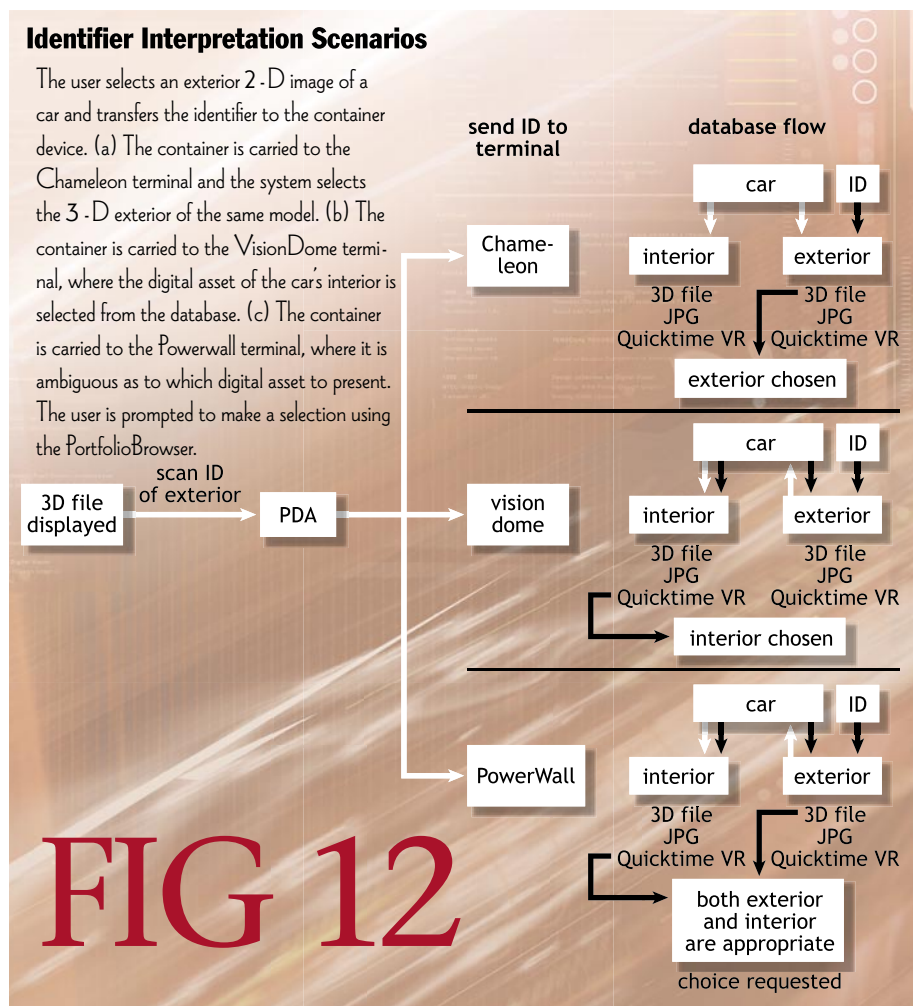 Identifier Interpretation Scenarios
The user selects an exterior 2-D image of a
car and transfers the identifier to the container
device. (a) The container is carried to the
Chameleon terminal and the system selects
the 3-D exterior of the same model. (b) The
container is carried to the VisionDome termi-
nal, where the digital asset of the car's interior is
selected from the database. (c) The container
is carried to the Powerwall terminal, where it is
ambiguous as to which digital asset to present.
The user is prompted to make a selection using
the PortfolioBrowser.
3D file
displayed
scan ID
of exterior
PDA
send ID to
terminal
database flow
Chame-
leon
car
ID
interior
exterior
3D file
JPG
Quicktime VR
3D file
JPG
Quicktime VR
exterior chosen
vision
dome
car
ID
interior
exterior
3D file
JPG
Quicktime VR
3D file
JPG
Quicktime VR
interior chosen
PowerWall
car
ID
interior
exterior
3D file
JPG
Quicktime VR
3D file
JPG
Quicktime VR
both exterior
and interior
are appropriate
choice requested
FIG 12